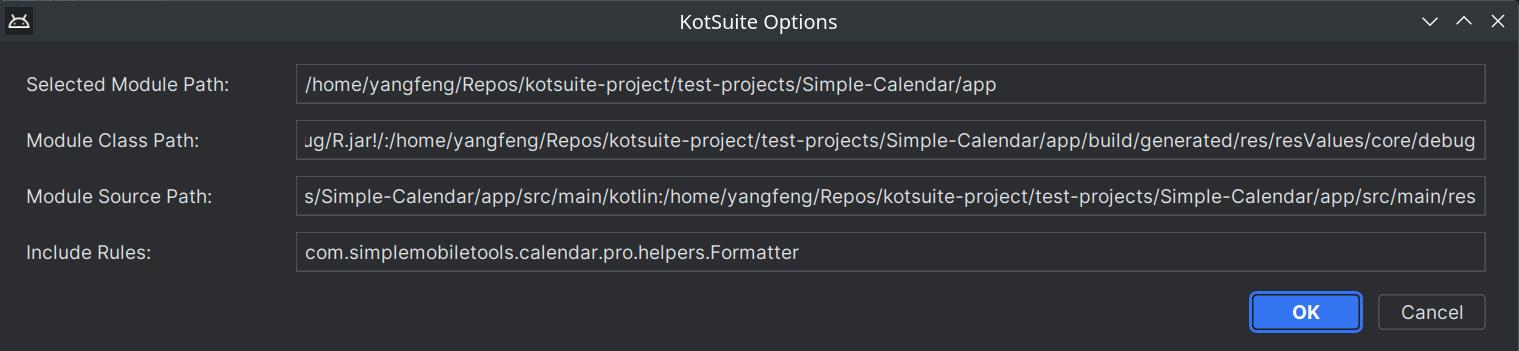 KotSuite Options
Selected Module Path: /home/yangfeng/Repos/kotsuite-project/test-projects/Simple-Calendar/app
Module Class Path: ug/R.jar!/:/home/yangfeng/Repos/kotsuite-project/test-projects/Simple-Calendar/app/build/generated/res/resValues/core/debug
Module Source Path: s/Simple-Calendar/app/src/main/kotlin:/home/yangfeng/Repos/kotsuite-project/test-projects/Simple-Calendar/app/src/main/res
Include Rules: com.simplemobiletools.calendar.pro.helpers.Formatter
OK Cancel